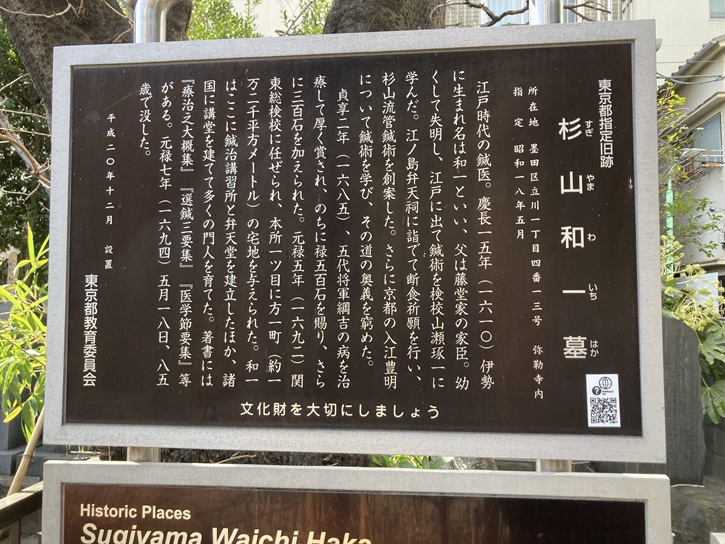 東京都指定旧跡
杉山和一墓
すぎ やま わ いち はか
所在地 墨田区立川一丁目四番一三号 弥勒寺内
指定 昭和一八年五月
江戸時代の鍼医。慶長一五年（一六一〇）伊勢
に生まれ名は和一といい、父は藤堂家の家臣。幼
くして失明し、江戸に出て鍼術を検校山瀬琢一に
学んだ。江ノ島弁天祠に詣でて断食祈願を行い、
杉山流管鍼術を創案した。さらに京都の入江豊明
について鍼術を学び、その道の奥義を窮めた。
貞享二年（一六八五）、五代将軍綱吉の病を治
療して厚く賞され、のちに禄五百石を賜り、さら
に三百石を加えられた。元禄五年（一六九二）関
東総検校に任ぜられ、本所一ツ目に方一町（約一
万二千平方メートル）の宅地を与えられた。和一
はここに鍼治講習所と弁天堂を建立したほか、諸
国に講堂を建てて多くの門人を育てた。著書には
『療治之大概集』『選鍼三要集』『医学節要集』等
がある。元禄七年（一六九四）五月一八日、八五
歳で没した。
平成二〇年十二月 設置
東京都教育委員会
文化財を大切にしましょう
Historic Places
Sugiyama Waichi Haka